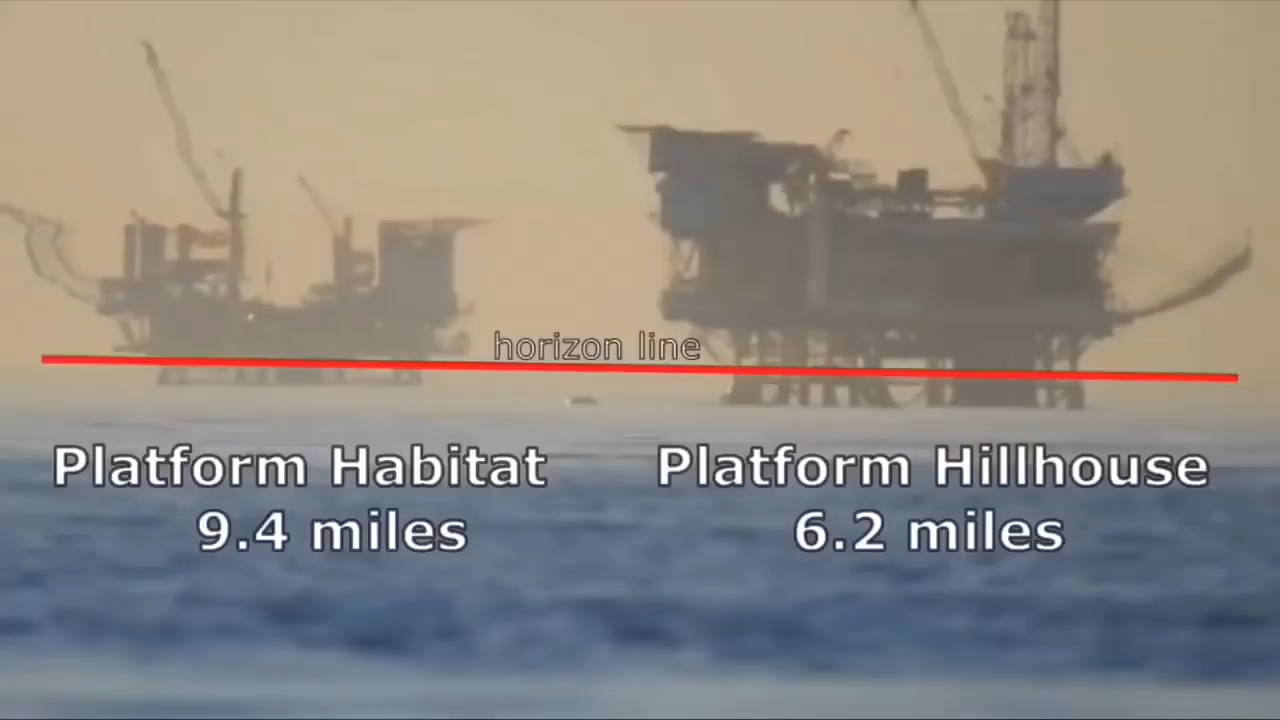 horizon line
Platform Habitat
9.4 miles
Platform Hillhouse
6.2 miles